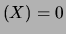 (X) = 0